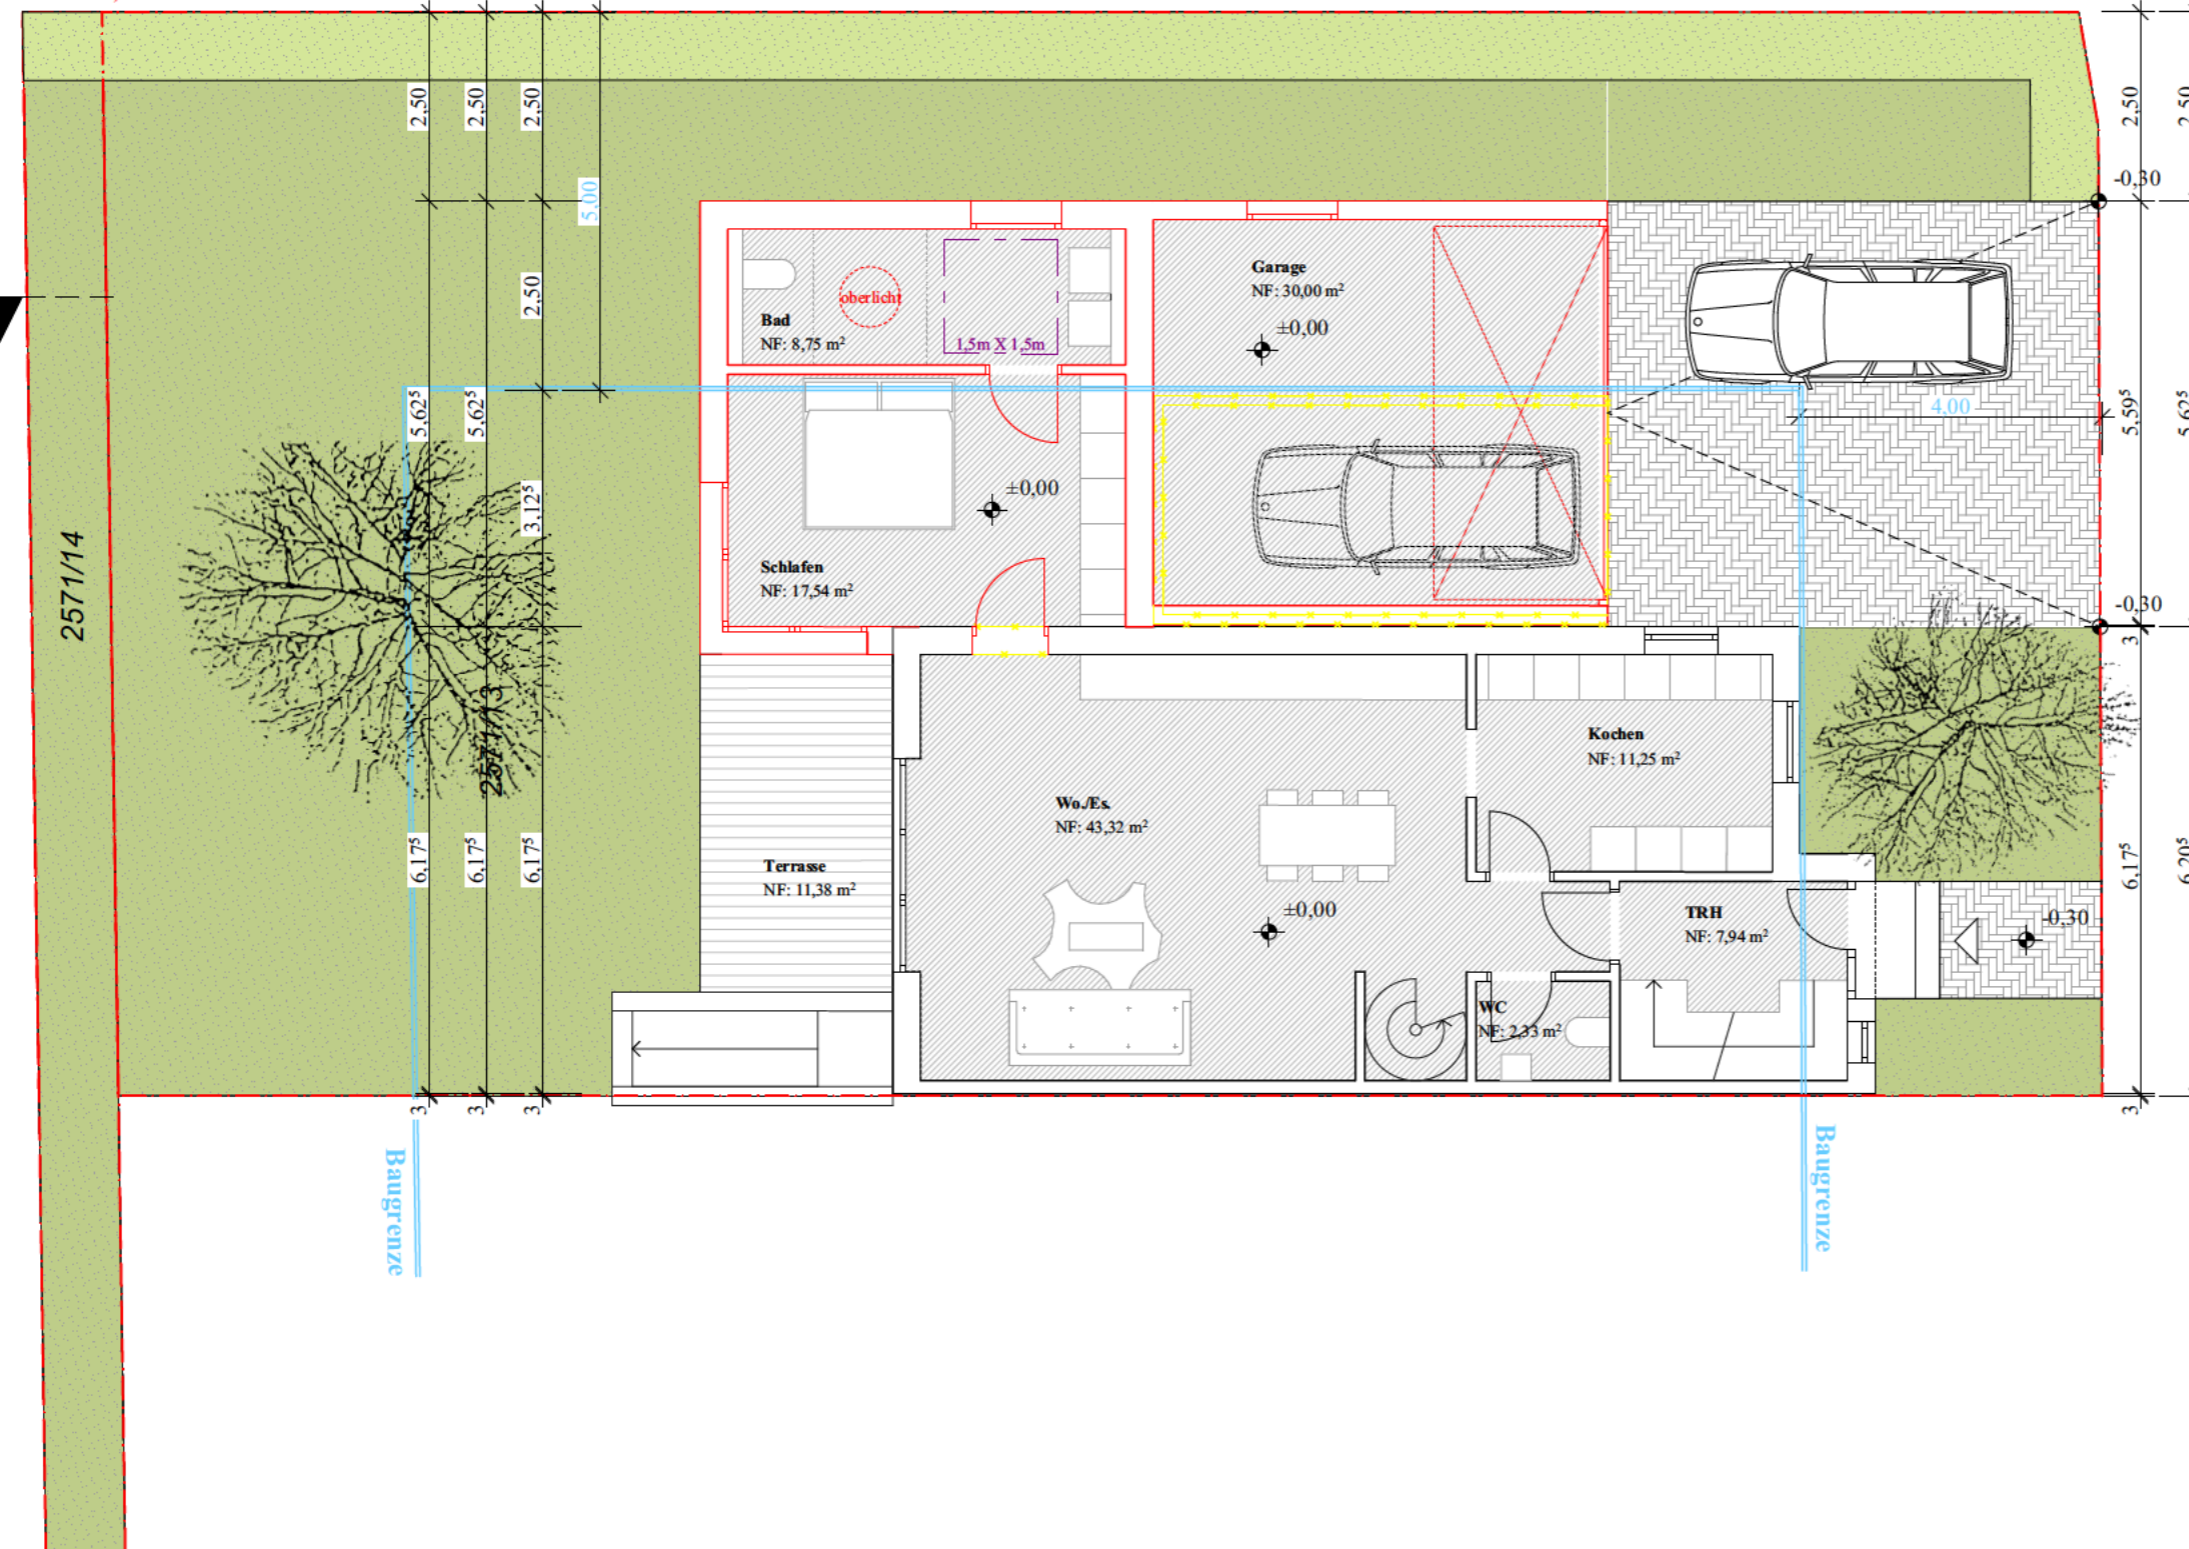 2,50
2,50
2,50
5,00
2,50
2,50
-0,30
2,50
oberlicht
Bad
NF: 8,75 m²
1,5m X 1,5m
Garage
NF: 30,00 m²
±0,00
5,62⁵
5,62⁵
3,12⁵
4,00
5,59⁵
5,62⁵
±0,00
Schlafen
NF: 17,54 m²
2571/14
-0,30
3
2571/13
Kochen
NF: 11,25 m²
Wo./Es.
NF: 43,32 m²
6,17⁵
6,17⁵
6,17⁵
Terrasse
NF: 11,38 m²
6,17⁵
6,20⁵
±0,00
TRH
NF: 7,94 m²
-0,30
WC
NF: 2,33 m²
3
3
3
3
Baugrenze
Baugrenze